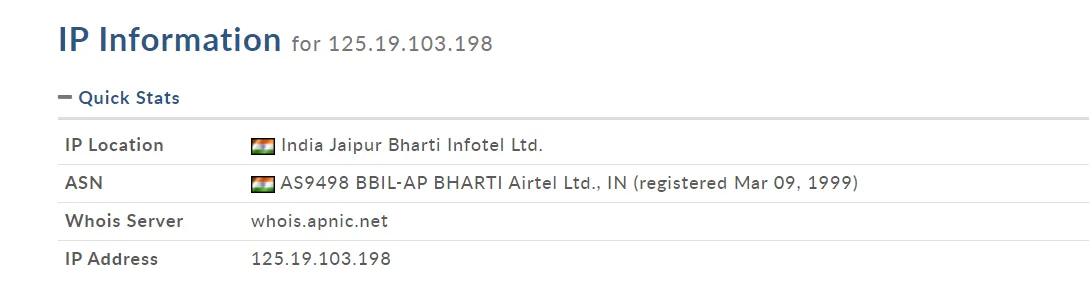 IP Information for 125.19.103.198
Quick Stats
IP Location India Jaipur Bharti Infotel Ltd.
ASN AS9498 BBIL-AP BHARTI Airtel Ltd., IN (registered Mar 09, 1999)
Whois Server whois.apnic.net
IP Address 125.19.103.198